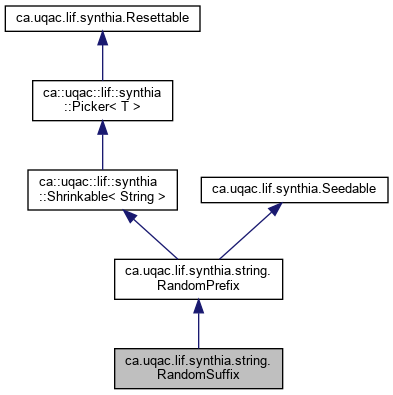 ca.uqac.lif.synthia.Resettable
ca::uqac::lif::synthia
::Picker< T >
ca::uqac::lif::synthia
::Shrinkable< String >
ca.uqac.lif.synthia.Seedable
ca.uqac.lif.synthia.string.
RandomPrefix
ca.uqac.lif.synthia.string.
RandomSuffix